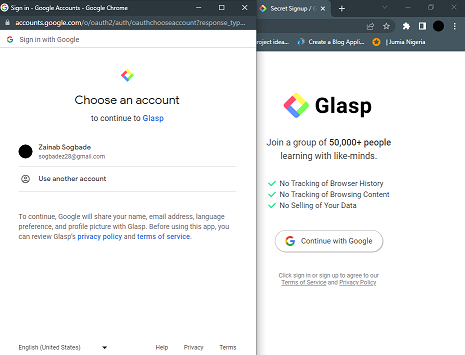 Sign in - Google Accounts - Google Chrome
accounts.google.com/o/oauth2/auth/oauthchooseaccount?response_typ...
Sign in with Google
Choose an account
to continue to Glasp
Zainab Sogbade
sogbadez28@gmail.com
Use another account
To continue, Google will share your name, email address, language
preference, and profile picture with Glasp. Before using this app, you
can review Glasp's privacy policy and terms of service.
English (United States)
Help
Privacy
Terms
Secret Signup / G
roject idea...
Create a Blog Appli...
| Jumia Nigeria
Glasp
Join a group of 50,000+ people
learning with like-minds.
No Tracking of Browser History
No Tracking of Browsing Content
No Selling of Your Data
Continue with Google
Click sign in or sign up to agree to our
Terms of Service and Privacy Policy